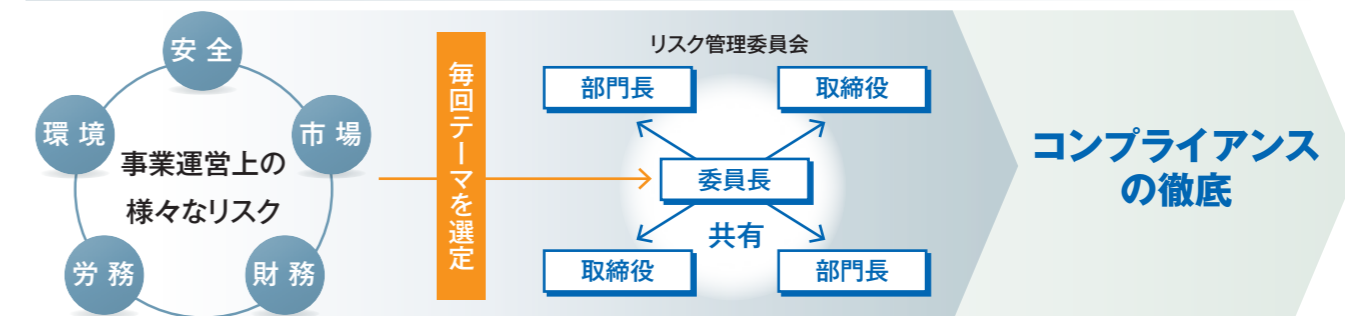 安全
環境
市場
事業運営上の
様々なリスク
労務
財務
毎回テーマを選定
リスク管理委員会
部門長
取締役
委員長
共有
取締役
部門長
コンプライアンス
の徹底